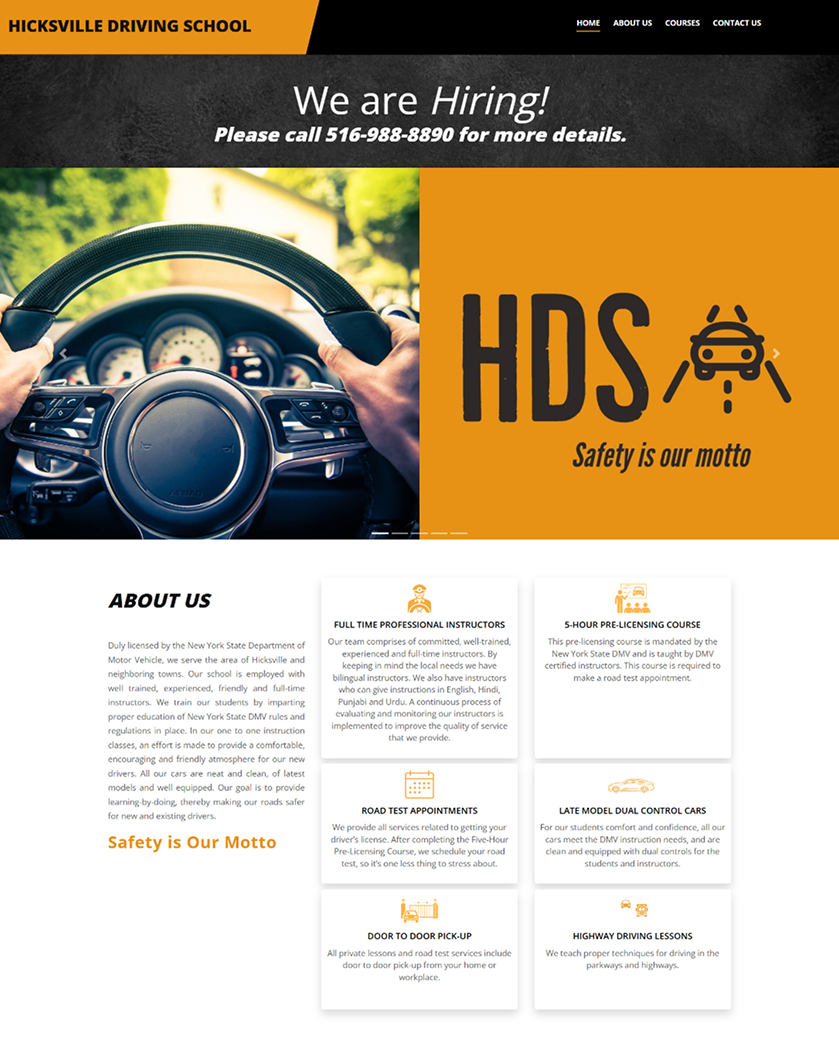 HICKSVILLE DRIVING SCHOOL
HOME
ABOUT US
COURSES
CONTACT US
We are Hiring!
Please call 516-988-8890 for more details.
HDS
Safety is our motto
ABOUT US
Duly licensed by the New York State Department of
Motor Vehicle, we serve the area of Hicksville and
neighboring towns. Our school is employed with
well trained, experienced, friendly and full-time
instructors. We train our students by imparting
proper education of New York State DMV rules and
regulations in place. In our one to one instruction
classes, an effort is made to provide a comfortable,
encouraging and friendly atmosphere for our new
drivers. All our cars are neat and clean, of latest
models and well equipped. Our goal is to provide
learning-by-doing, thereby making our roads safer
for new and existing drivers.
Safety is Our Motto
FULL TIME PROFESSIONAL INSTRUCTORS
Our team comprises of committed, well-trained,
experienced and full-time instructors. By
keeping in mind the local needs we have
bilingual instructors. We also have instructors
who can give instructions in English, Hindi,
Punjabi and Urdu. A continuous process of
evaluating and monitoring our instructors is
implemented to improve the quality of service
that we provide.
5-HOUR PRE-LICENSING COURSE
This pre-licensing course is mandated by the
New York State DMV and is taught by DMV
certified instructors. This course is required to
make a road test appointment.
ROAD TEST APPOINTMENTS
We provide all services related to getting your
driver's license. After completing the Five-Hour
Pre-Licensing Course, we schedule your road
test, so it's one less thing to stress about.
LATE MODEL DUAL CONTROL CARS
For our students comfort and confidence, all our
cars meet the DMV instruction needs, and are
clean and equipped with dual controls for the
students and instructors.
DOOR TO DOOR PICK-UP
All private lessons and road test services include
door to door pick-up from your home or
workplace.
HIGHWAY DRIVING LESSONS
We teach proper techniques for driving in the
parkways and highways.